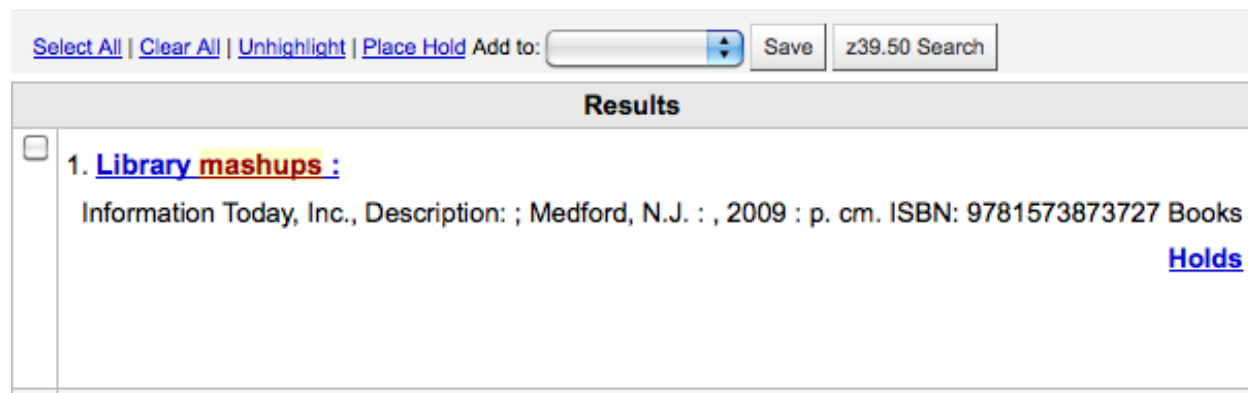 Select All | Clear All | Unhighlight | Place Hold Add to: Save z39.50 Search
Results
1. Library mashups :
Information Today, Inc., Description: ; Medford, N.J. : , 2009 : p. cm. ISBN: 9781573873727 Books
Holds